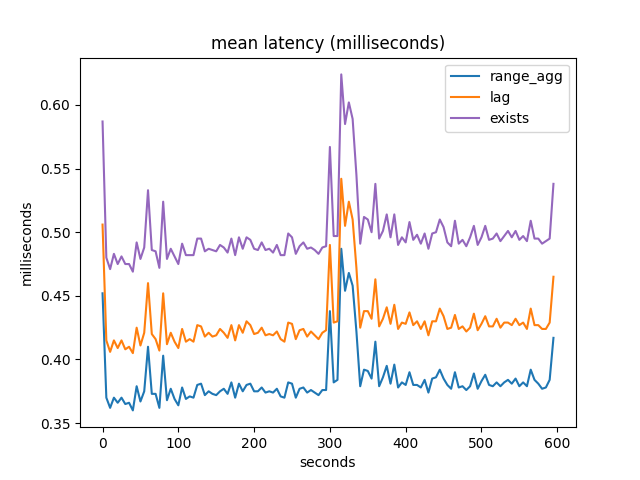 mean latency (milliseconds)
range_agg
lag
exists
milliseconds
0.60
0.55
0.50
0.45
0.40
0.35
0
100
200
300
400
500
600
seconds